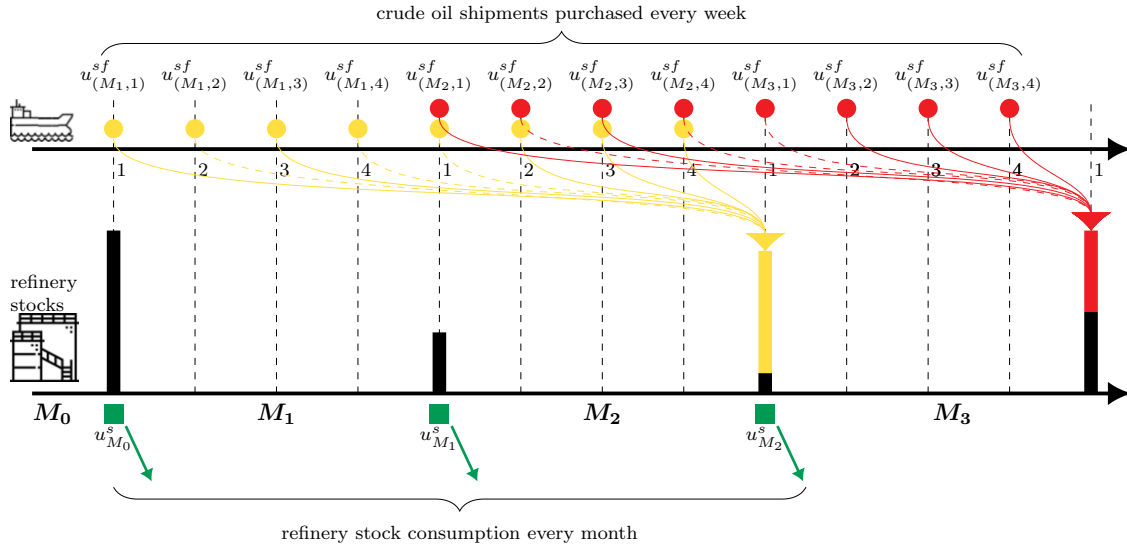 crude oil shipments purchased every week
u^{sf}_{(M_1,1)} u^{sf}_{(M_1,2)} u^{sf}_{(M_1,3)} u^{sf}_{(M_1,4)} u^{sf}_{(M_2,1)} u^{sf}_{(M_2,2)} u^{sf}_{(M_2,3)} u^{sf}_{(M_2,4)} u^{sf}_{(M_3,1)} u^{sf}_{(M_3,2)} u^{sf}_{(M_3,3)} u^{sf}_{(M_3,4)}
1 2 3 4 1 2 3 4 1 2 3 4 1
refinery
stocks
M_0 M_1 M_2 M_3
u^s_{M_0} u^s_{M_1} u^s_{M_2}
refinery stock consumption every month